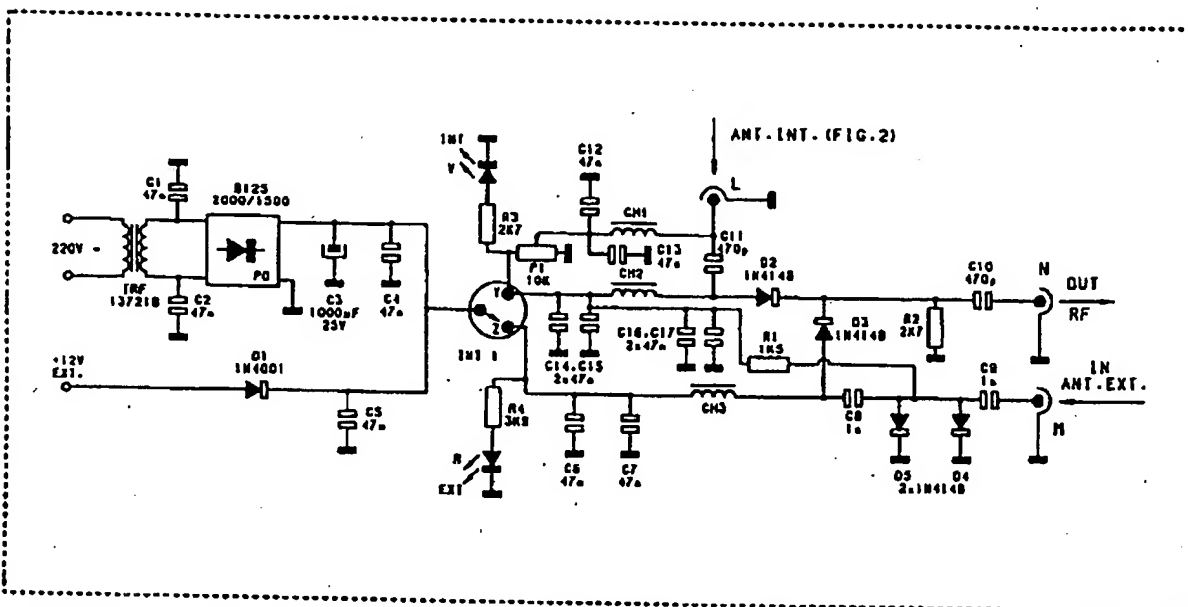 ANT.INT. (FIG.2)
INT
V
C12
47n
L
C1
47n
B125
2000/1500
R3
2K7
CH1
C11
470p
C13
47n
P1
10K
CH2
D2
1N4148
C10
470p
N
OUT
RF
220V
PD
TRF
137218
C2
47n
C3
1000µF
25V
C4
47n
Y
Z
INT 1
C14,C15
2x47n
C16,C17
2x47n
R1
1K5
D3
1N4148
R2
2K7
+12V
EXT.
D1
1N4001
C5
47n
R4
3K9
R
EXT
C6
47n
C7
47n
CH3
C8
1n
C9
1n
IN
ANT.EXT.
M
D5
D4
2x1N4148